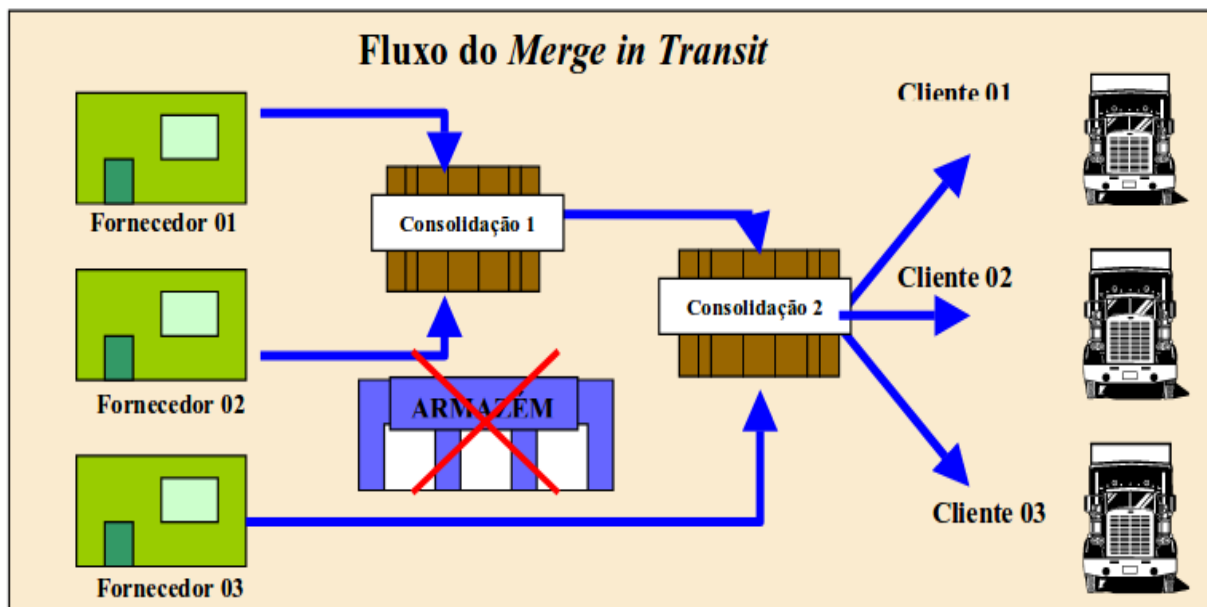 Fluxo do Merge in Transit
Cliente 01
Fornecedor 01
Consolidação 1
Cliente 02
Consolidação 2
Fornecedor 02
ARMAZÉM
Cliente 03
Fornecedor 03